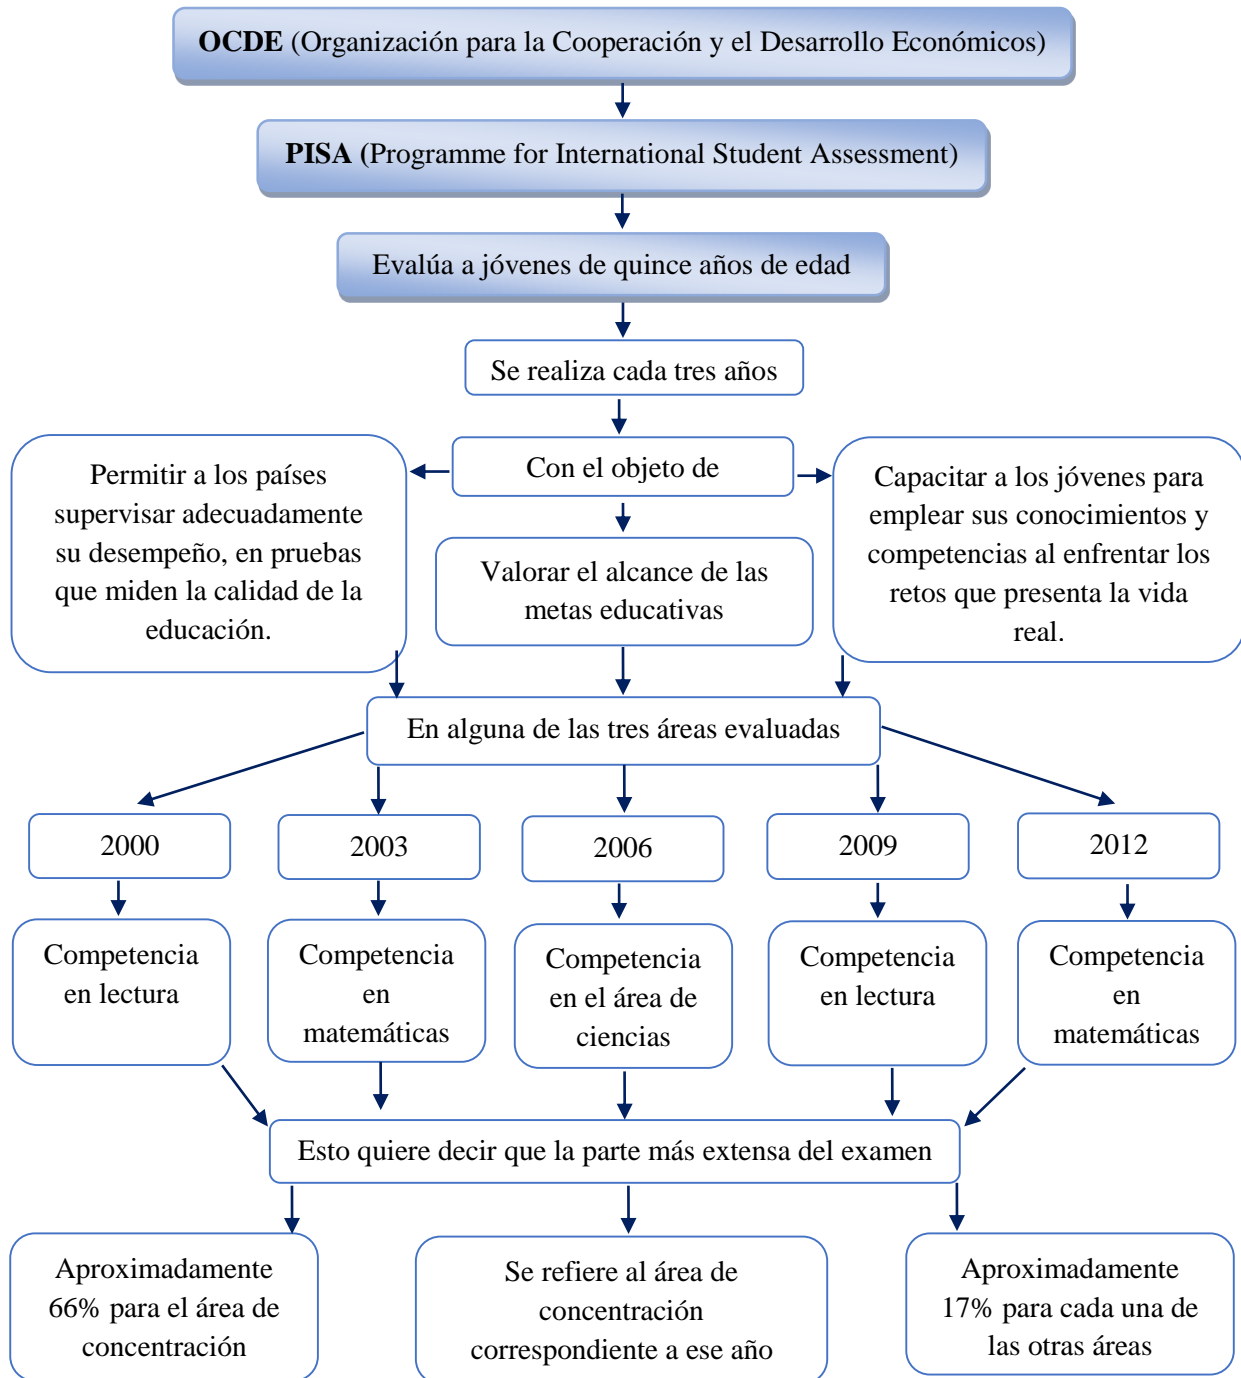 OCDE (Organización para la Cooperación y el Desarrollo Económicos)
PISA (Programme for International Student Assessment)
Evalúa a jóvenes de quince años de edad
Se realiza cada tres años
Con el objeto de
Permitir a los países
supervisar adecuadamente
su desempeño, en pruebas
que miden la calidad de la
educación.
Valorar el alcance de las
metas educativas
Capacitar a los jóvenes para
emplear sus conocimientos y
competencias al enfrentar los
retos que presenta la vida
real.
En alguna de las tres áreas evaluadas
2000
2003
2006
2009
2012
Competencia
en lectura
Competencia
en
matemáticas
Competencia
en el área de
ciencias
Competencia
en lectura
Competencia
en
matemáticas
Esto quiere decir que la parte más extensa del examen
Aproximadamente
66% para el área de
concentración
Se refiere al área de
concentración
correspondiente a ese año
Aproximadamente
17% para cada una de
las otras áreas